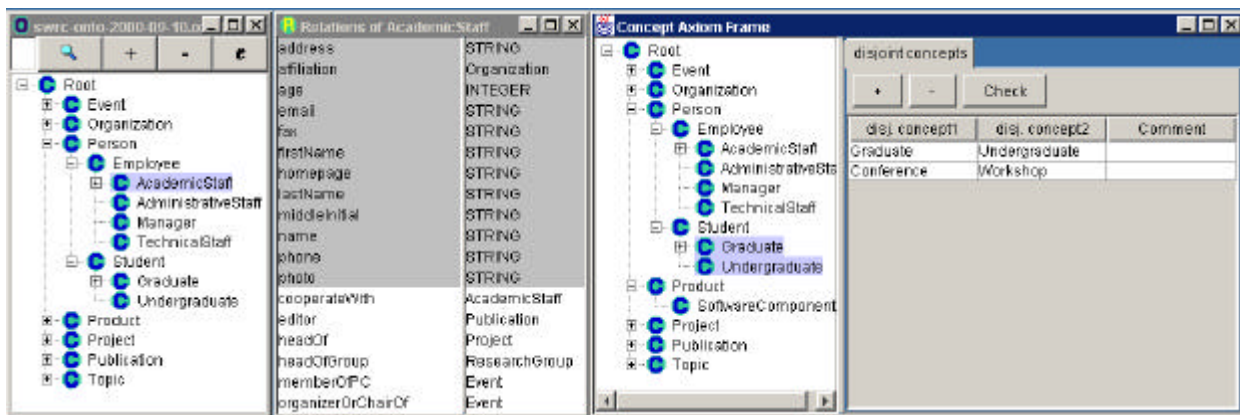 swrc-onto-2000-09-10.o
Relations of AcademicStaff
Concept Axiom Frame
+
-
e
Root
Event
Organization
Person
Employee
AcademicStaff
AdministrativeStaff
Manager
TechnicalStaff
Student
Graduate
Undergraduate
Product
Project
Publication
Topic
address STRING
affiliation Organization
age INTEGER
email STRING
fax STRING
firstName STRING
homepage STRING
lastName STRING
middleInitial STRING
name STRING
phone STRING
photo STRING
cooperateWith AcademicStaff
editor Publication
headOf Project
headOfGroup ResearchGroup
memberOfPC Event
organizerOrChairOf Event
Root
Event
Organization
Person
Employee
AcademicStaff
AdministrativeSta
Manager
TechnicalStaff
Student
Graduate
Undergraduate
Product
SoftwareComponent
Project
Publication
Topic
disjoint concepts
+ - Check
disj. concept1 disj. concept2 Comment
Graduate Undergraduate
Conference Workshop